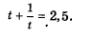 t + 1/t = 2,5.